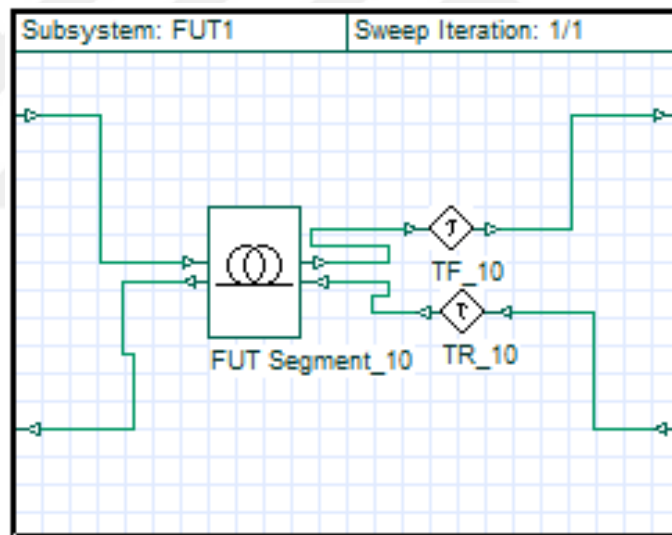 Subsystem: FUT1
Sweep Iteration: 1/1
TF_10
TR_10
FUT Segment_10